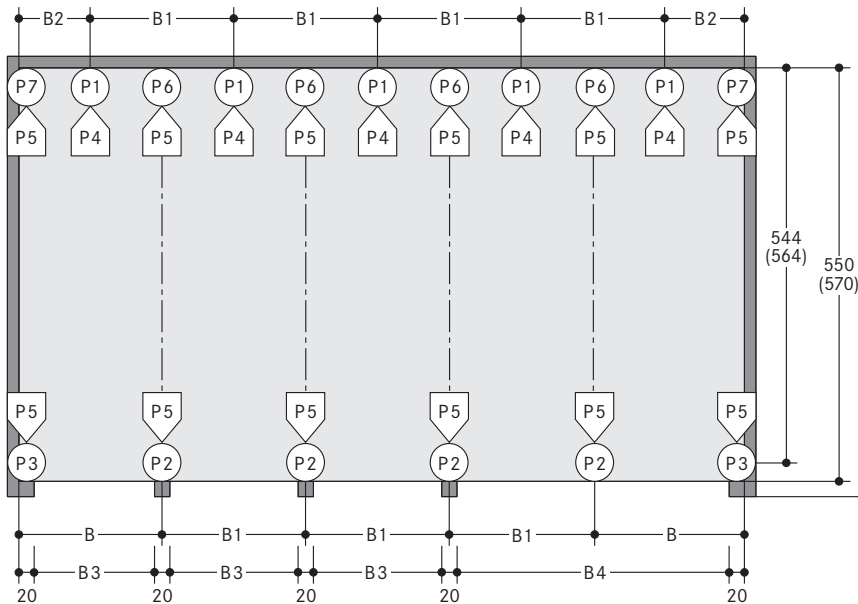 B2 B1 B1 B1 B1 B2
P7 P1 P6 P1 P6 P1 P6 P1 P6 P1 P7
P5 P4 P5 P4 P5 P4 P5 P4 P5 P4 P5
544
(564)
550
(570)
P5 P5 P5 P5 P5 P5
P3 P2 P2 P2 P2 P3
B B1 B1 B1 B
B3 B3 B3 B4
20 20 20 20 20